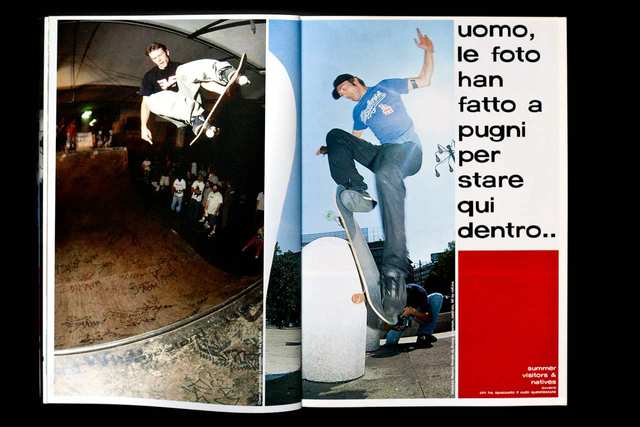 uomo,
le foto
han
fatto a
pugni
per
stare
qui
dentro..
summer
visitors &
natives